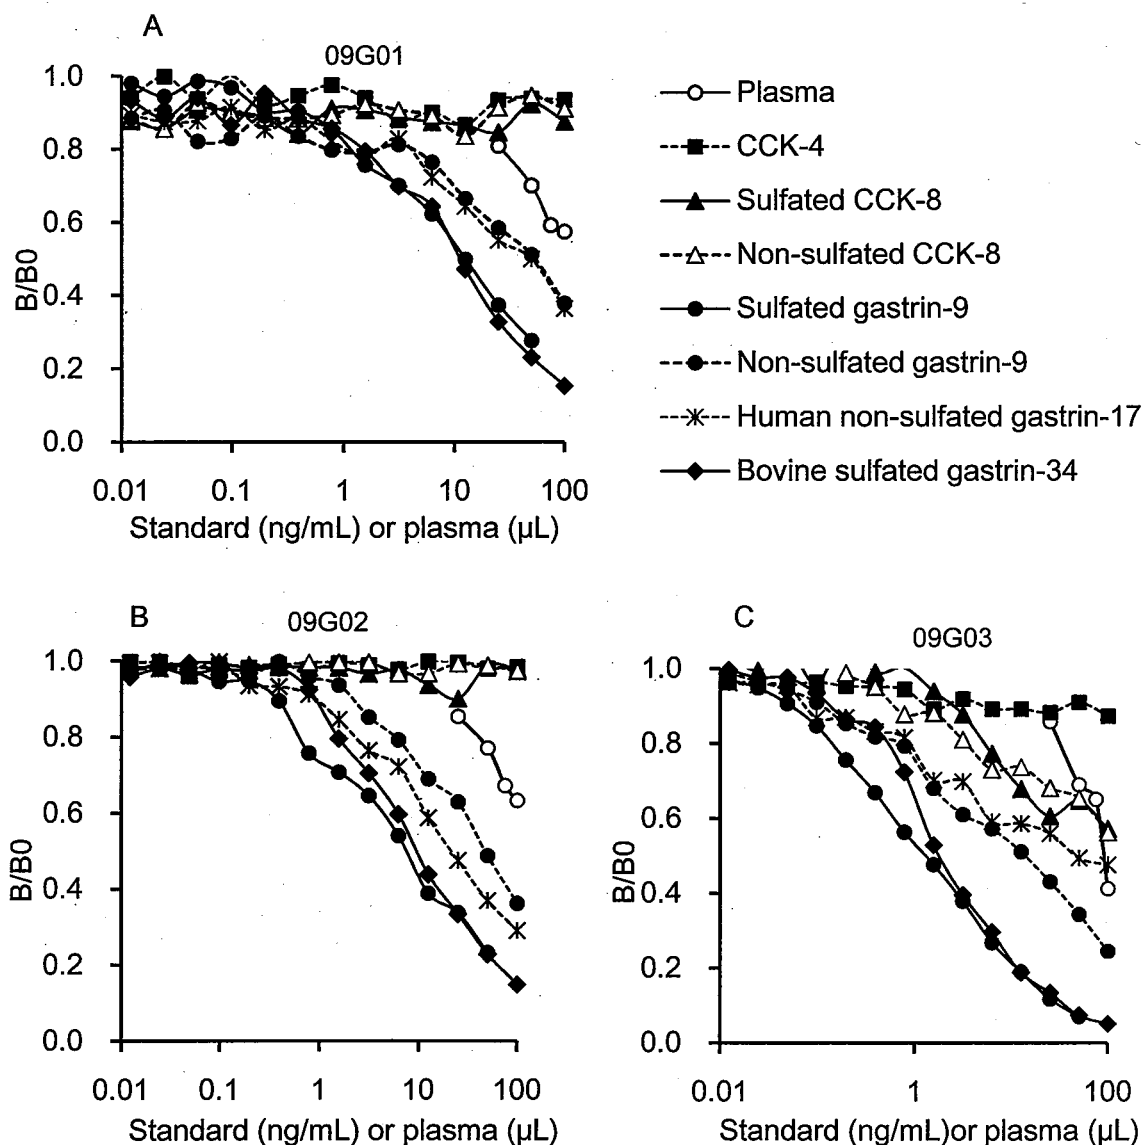 A
09G01
1.0
0.8
0.6
0.4
0.2
0.0
B/B0
0.01 0.1 1 10 100
Standard (ng/mL) or plasma (µL)
Plasma
CCK-4
Sulfated CCK-8
Non-sulfated CCK-8
Sulfated gastrin-9
Non-sulfated gastrin-9
Human non-sulfated gastrin-17
Bovine sulfated gastrin-34
B
09G02
1.0
0.8
0.6
0.4
0.2
0.0
B/B0
0.01 0.1 1 10 100
Standard (ng/mL) or plasma (µL)
C
09G03
1.0
0.8
0.6
0.4
0.2
0.0
B/B0
0.01 1 100
Standard (ng/mL)or plasma (µL)